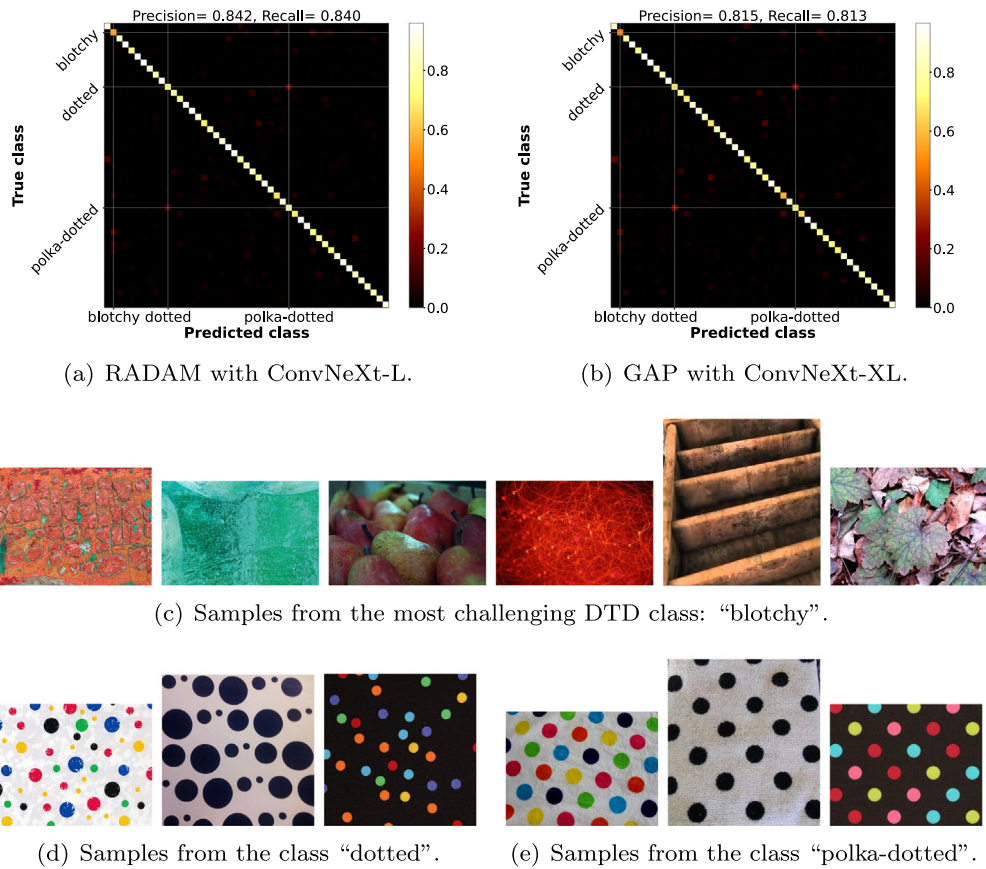 Precision= 0.842, Recall= 0.840
Precision= 0.815, Recall= 0.813
True class
blotchy
dotted
polka-dotted
0.8
0.6
0.4
0.2
0.0
blotchy dotted polka-dotted
Predicted class
True class
blotchy
dotted
polka-dotted
0.8
0.6
0.4
0.2
0.0
blotchy dotted polka-dotted
Predicted class
(a) RADAM with ConvNeXt-L.
(b) GAP with ConvNeXt-XL.
(c) Samples from the most challenging DTD class: “blotchy”.
(d) Samples from the class “dotted”.
(e) Samples from the class “polka-dotted”.